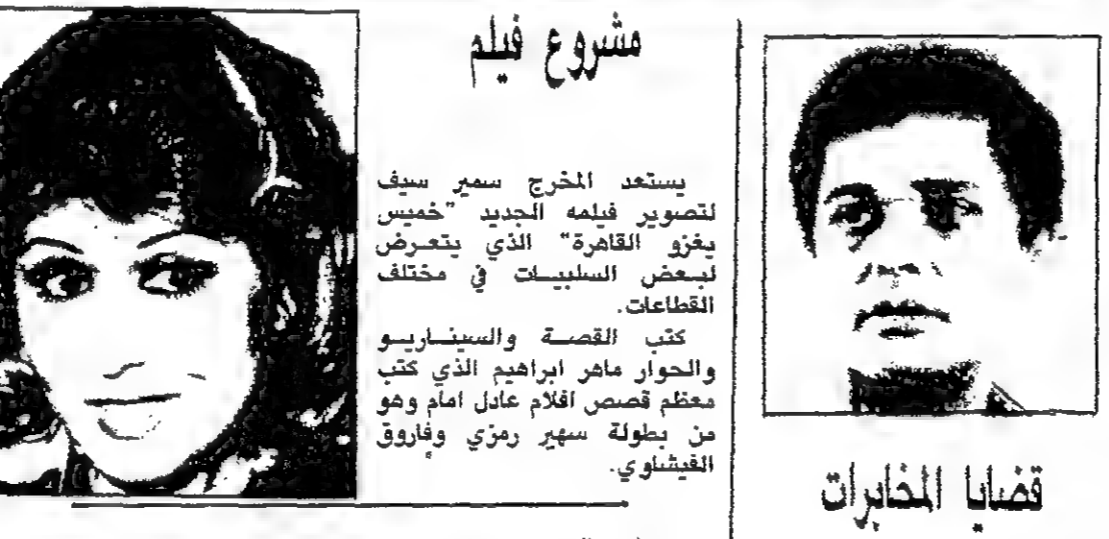 مشروع فيلم
يستعد المخرج سمير سيف
لتصوير فيلمه الجديد "خميس
يغزو القاهرة" الذي يتعرض
لبعض السلبيات في مختلف
القطاعات.
كتب القصة والسيناريو
والحوار ماهر ابراهيم الذي كتب
معظم قصص افلام عادل امام وهو
من بطولة سهير رمزي وفاروق
الفيشاوي.
قضايا المخابرات